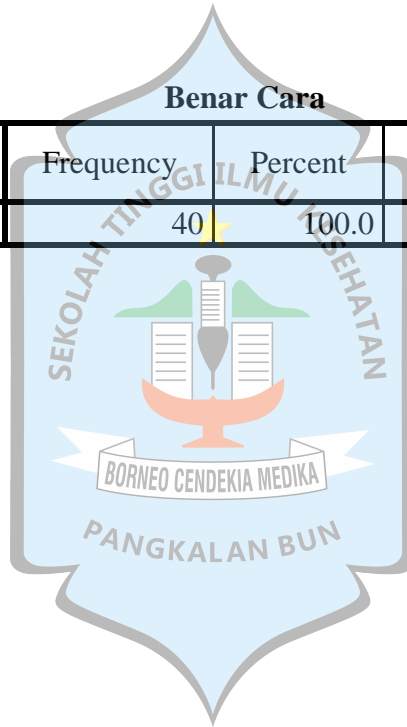 Benar Cara
Frequency Percent
40 100.0
SEKOLAH TINGGI ILMU KESEHATAN
BORNEO CENDEKIA MEDIKA
PANGKALAN BUN